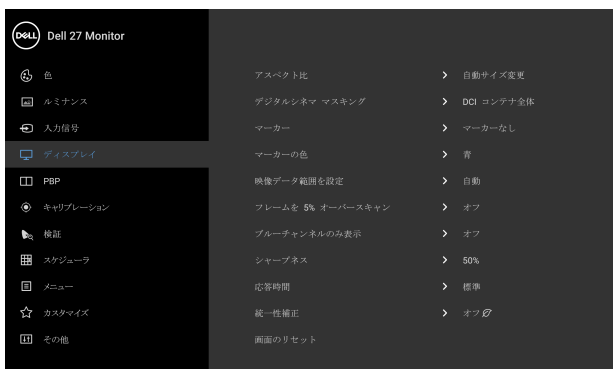 DELL Dell 27 Monitor
色
アスペクト比 > 自動サイズ変更
ルミナンス
デジタルシネマ マスキング > DCI コンテナ全体
入力信号
マーカー > マーカーなし
ディスプレイ
マーカーの色 > 青
PBP
映像データ範囲を設定 > 自動
キャリブレーション
フレームを 5% オーバースキャン > オフ
検証
ブルーチャンネルのみ表示 > オフ
スケジューラ
シャープネス > 50%
メニュー
応答時間 > 標準
カスタマイズ
統一性補正 > オフ
その他
画面のリセット